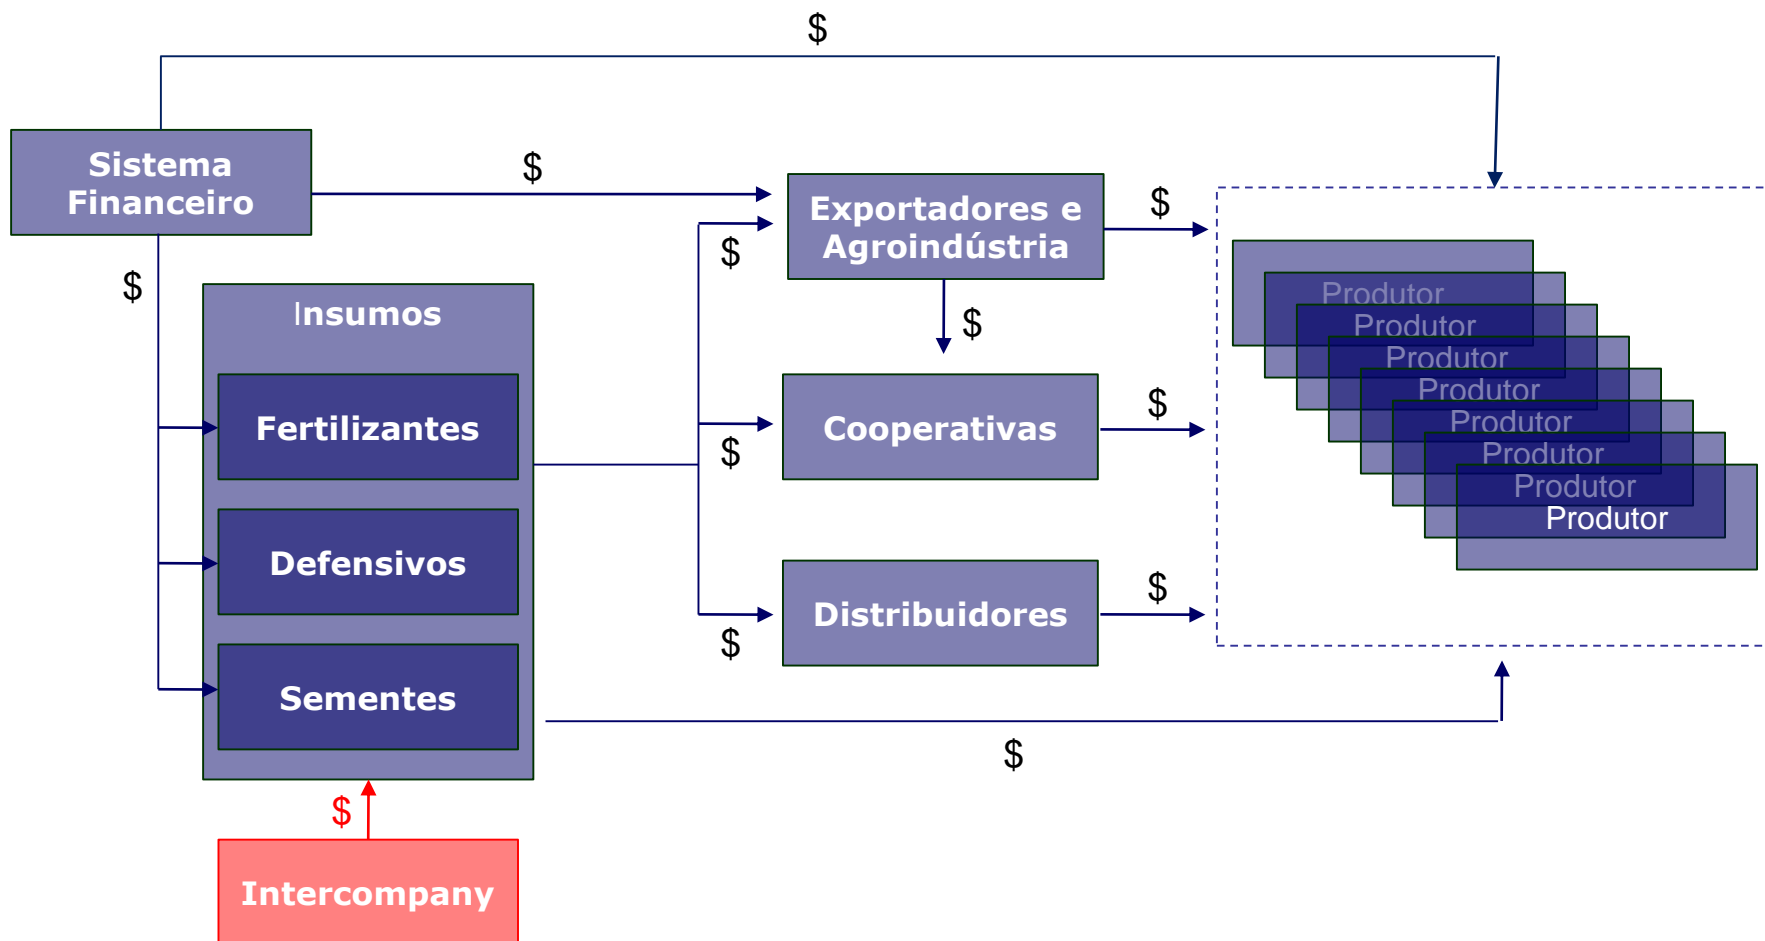 $
Sistema
Financeiro
$
$
Exportadores e
Agroindústria
$
$
$
Insumos
Fertilizantes
Defensivos
Sementes
$
Cooperativas
$
$
Distribuidores
$
$
Produtor
Produtor
Produtor
Produtor
Produtor
Produtor
Produtor
Produtor
$
$
Intercompany